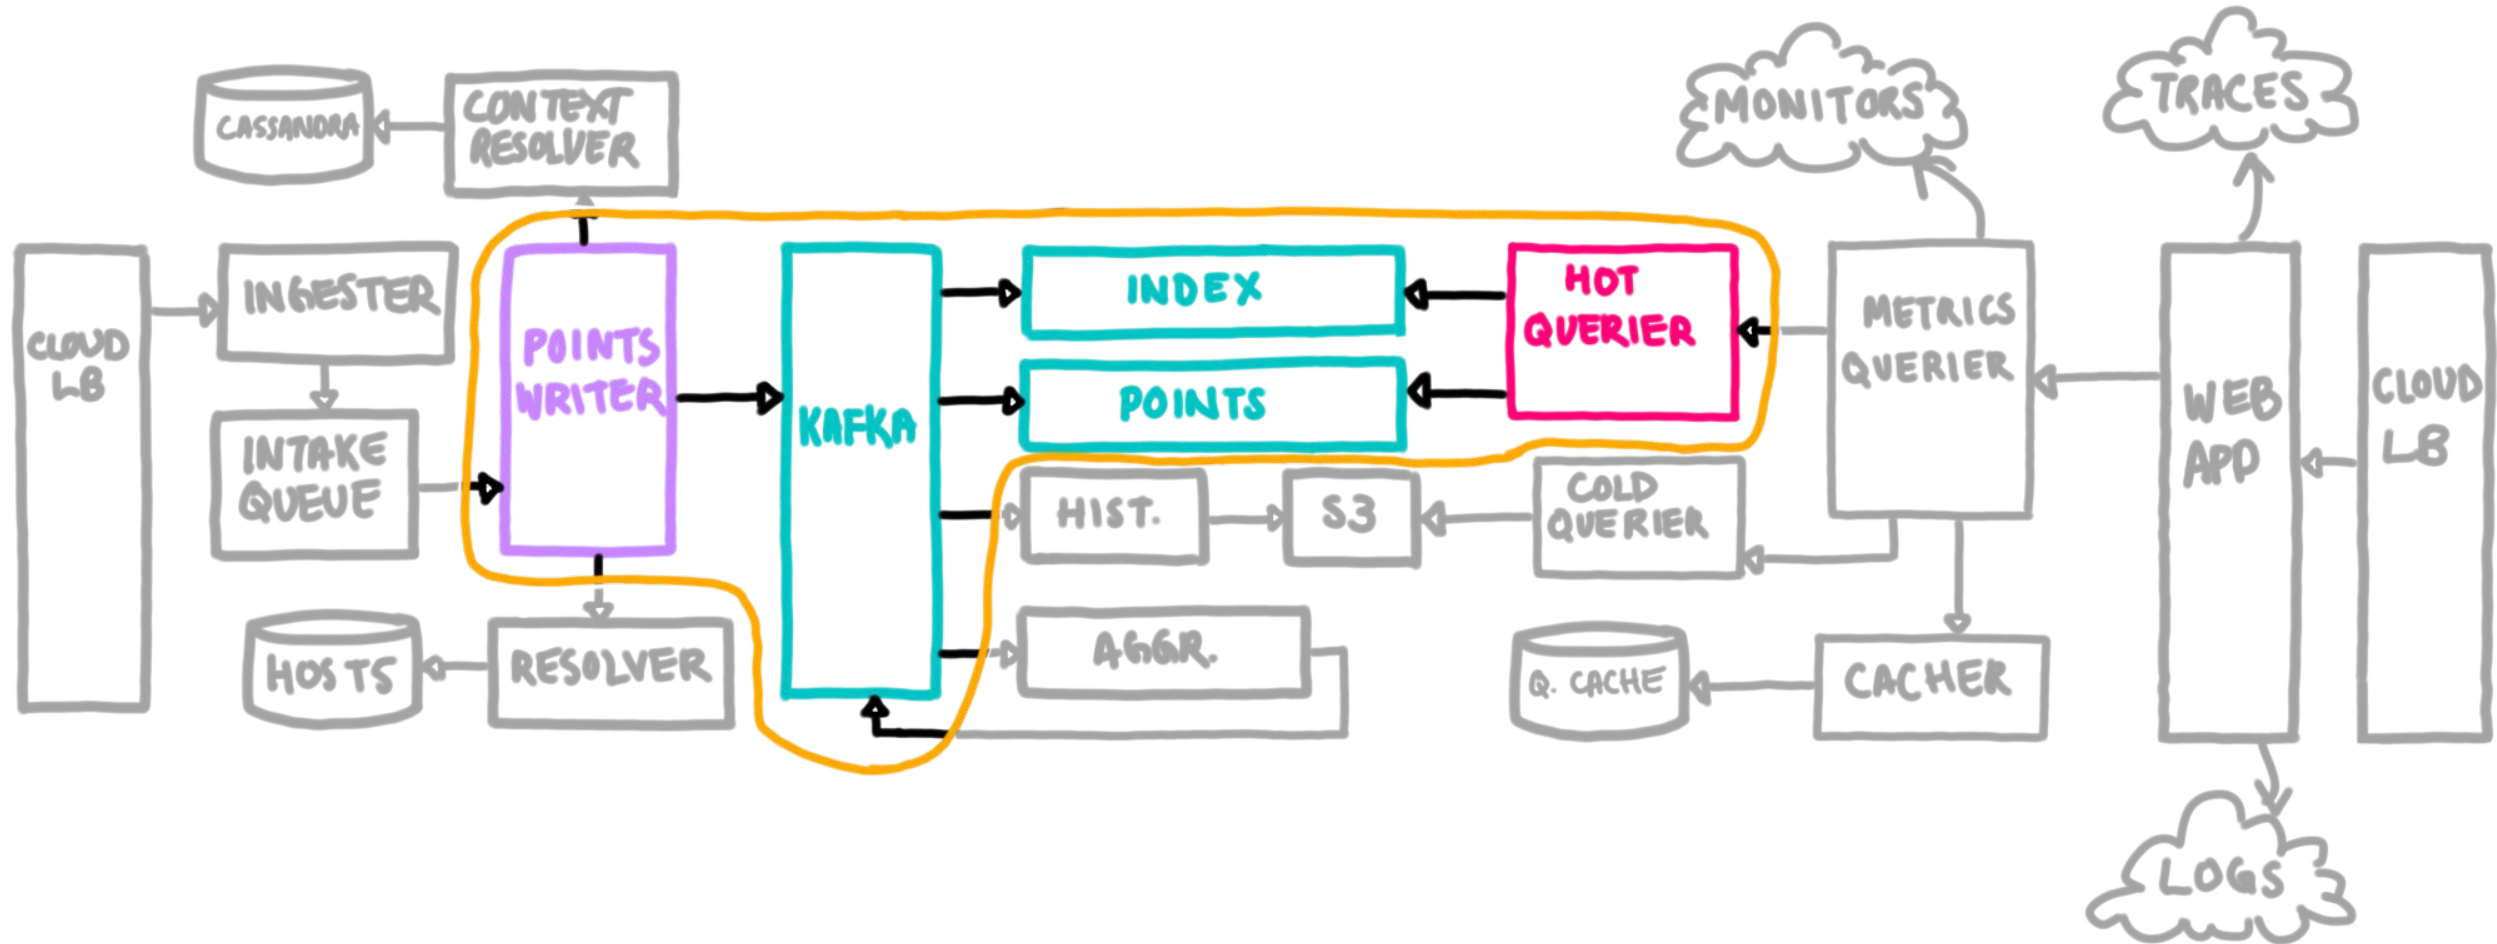 CASSANDRA
CONTEXT
RESOLVER
MONITORS
TRACES
CLOUD
LB
INGESTER
INTAKE
QUEUE
POINTS
WRITER
HOSTS
RESOLVER
KAFKA
INDEX
POINTS
HIST.
S3
AGGR.
HOT
QUERIER
COLD
QUERIER
Q. CACHE
METRICS
QUERIER
CACHER
WEB
APP
CLOUD
LB
LOGS